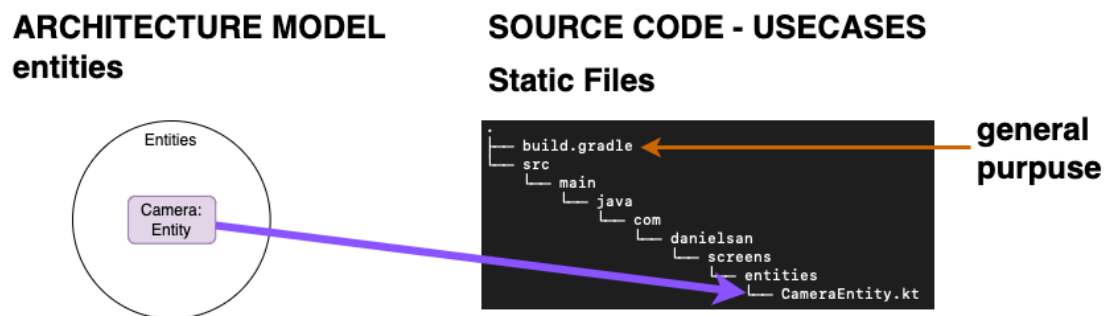 ARCHITECTURE MODEL
entities
SOURCE CODE - USECASES
Static Files
Entities
Camera:
Entity
.
├── build.gradle
└── src
└── main
└── java
└── com
└── danielsan
└── screens
└── entities
└── CameraEntity.kt
general
purpuse